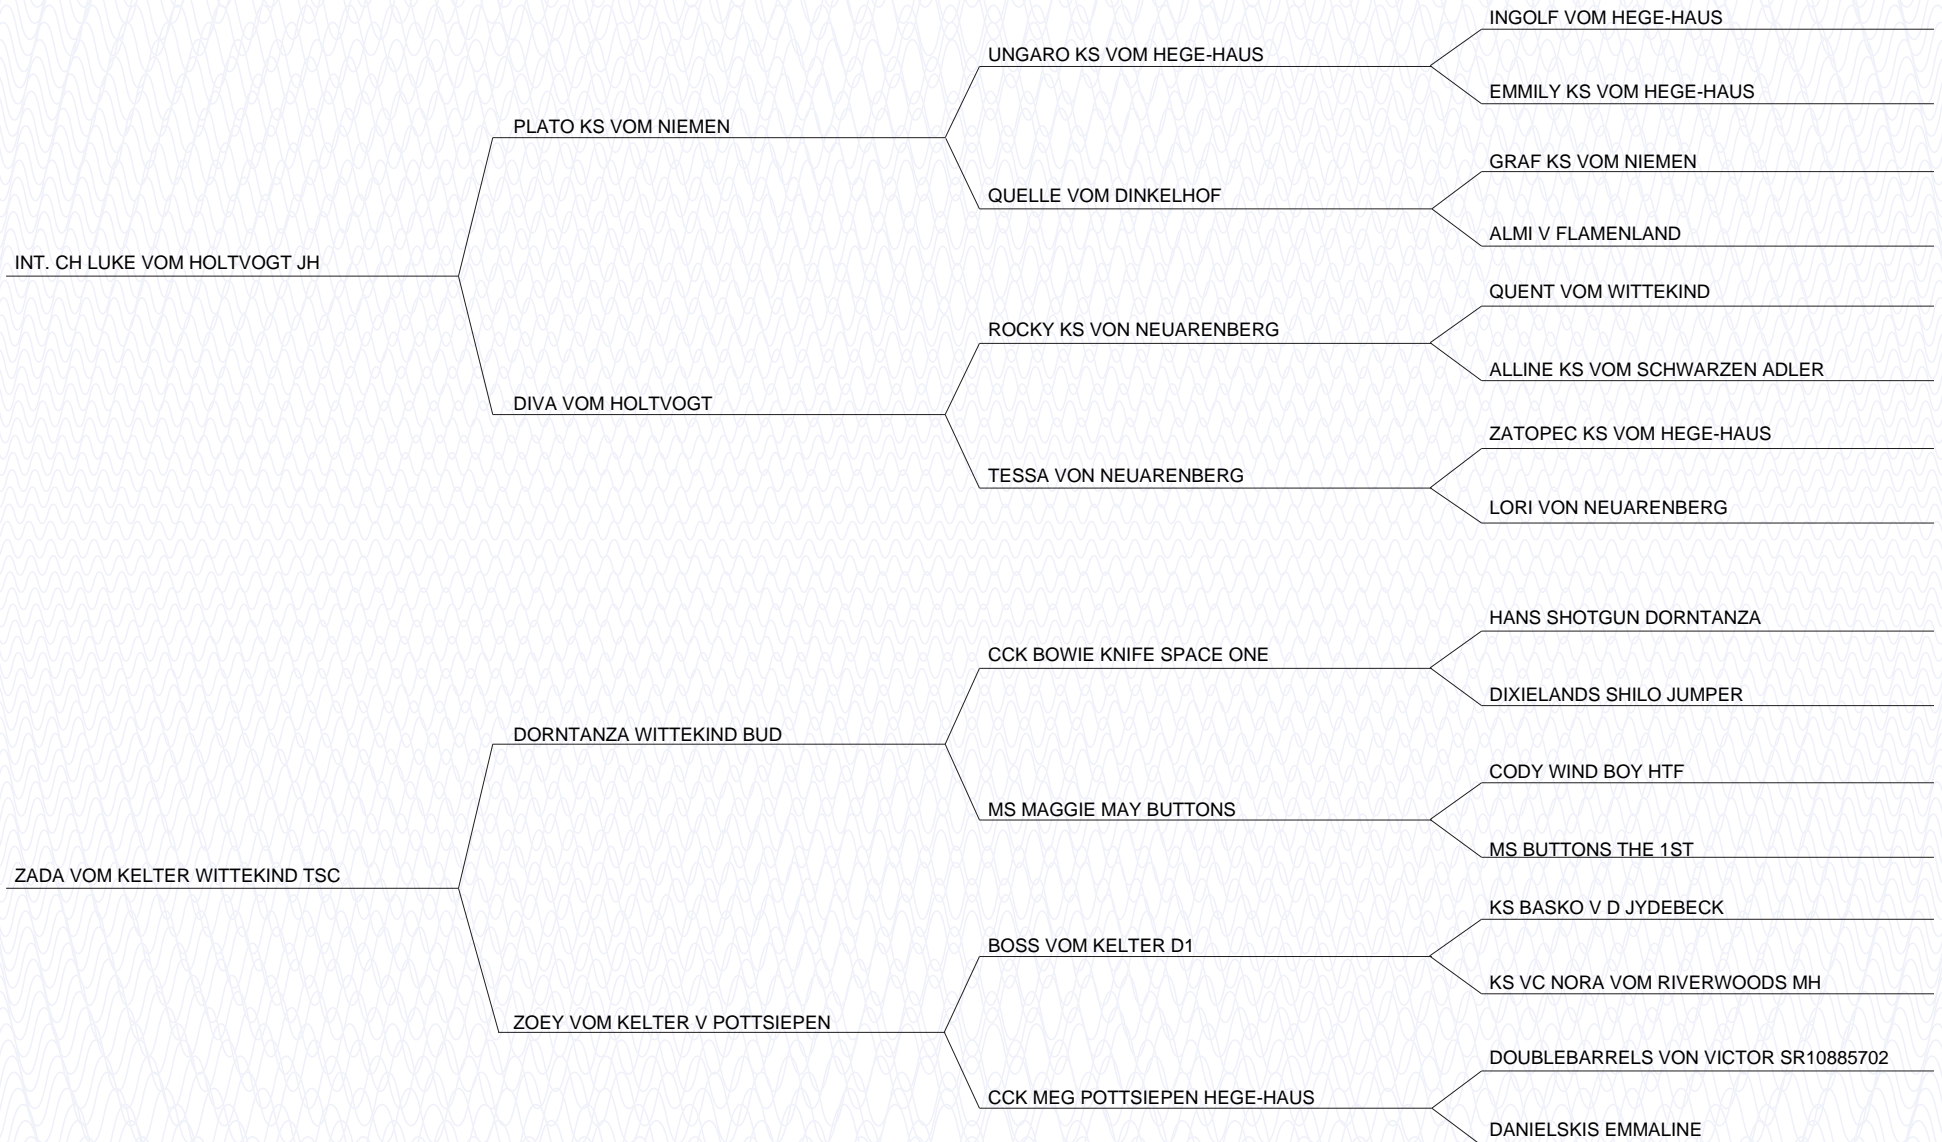 INGOLF VOM HEGE-HAUS
UNGARO KS VOM HEGE-HAUS
EMMILY KS VOM HEGE-HAUS
PLATO KS VOM NIEMEN
GRAF KS VOM NIEMEN
QUELLE VOM DINKELHOF
ALMI V FLAMENLAND
INT. CH LUKE VOM HOLTVOGT JH
QUENT VOM WITTEKIND
ROCKY KS VON NEUARENBERG
ALLINE KS VOM SCHWARZEN ADLER
DIVA VOM HOLTVOGT
ZATOPEC KS VOM HEGE-HAUS
TESSA VON NEUARENBERG
LORI VON NEUARENBERG
HANS SHOTGUN DORNTANZA
CCK BOWIE KNIFE SPACE ONE
DIXIELANDS SHILO JUMPER
DORNTANZA WITTEKIND BUD
CODY WIND BOY HTF
MS MAGGIE MAY BUTTONS
MS BUTTONS THE 1ST
ZADA VOM KELTER WITTEKIND TSC
KS BASKO V D JYDEBECK
BOSS VOM KELTER D1
KS VC NORA VOM RIVERWOODS MH
ZOEY VOM KELTER V POTTSIEPEN
DOUBLEBARRELS VON VICTOR SR10885702
CCK MEG POTTSIEPEN HEGE-HAUS
DANIELSKIS EMMALINE